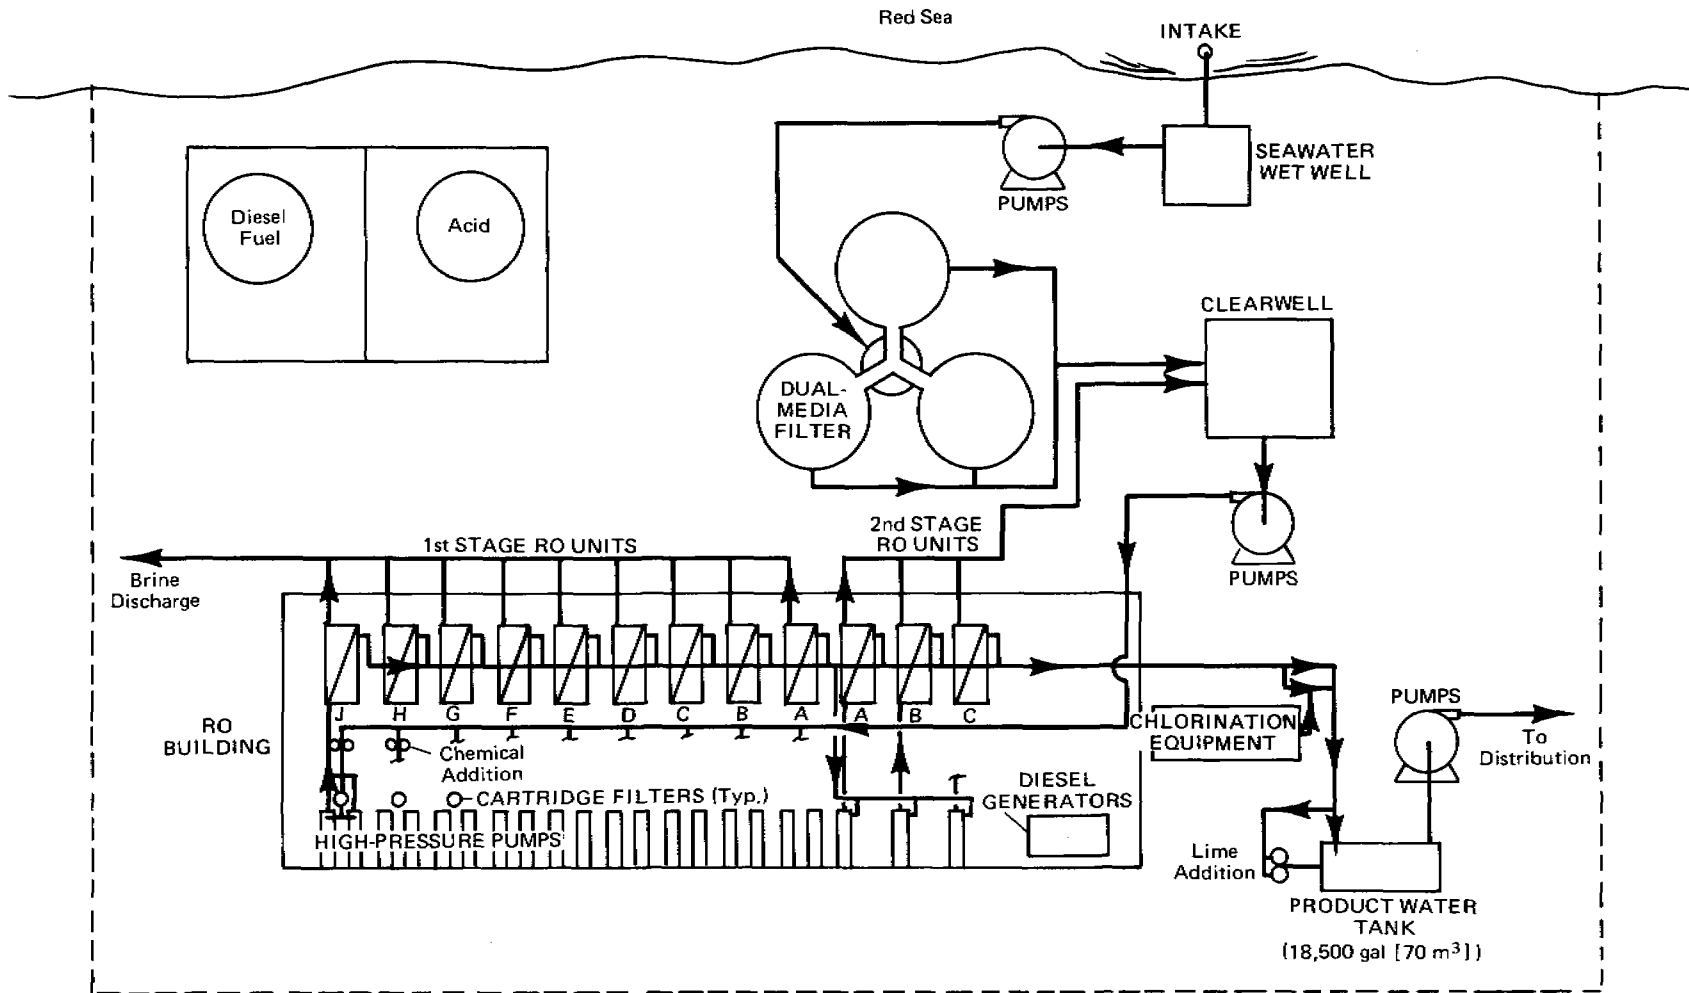 Red Sea
INTAKE
SEAWATER
WET WELL
PUMPS
Diesel
Fuel
Acid
CLEARWELL
DUAL-
MEDIA
FILTER
PUMPS
2nd STAGE
RO UNITS
1st STAGE RO UNITS
Brine
Discharge
J H G F E D C B A A B C
RO
BUILDING
Chemical
Addition
CARTRIDGE FILTERS (Typ.)
HIGH-PRESSURE PUMPS
DIESEL
GENERATORS
CHLORINATION
EQUIPMENT
PUMPS
To
Distribution
Lime
Addition
PRODUCT WATER
TANK
(18,500 gal [70 m³])